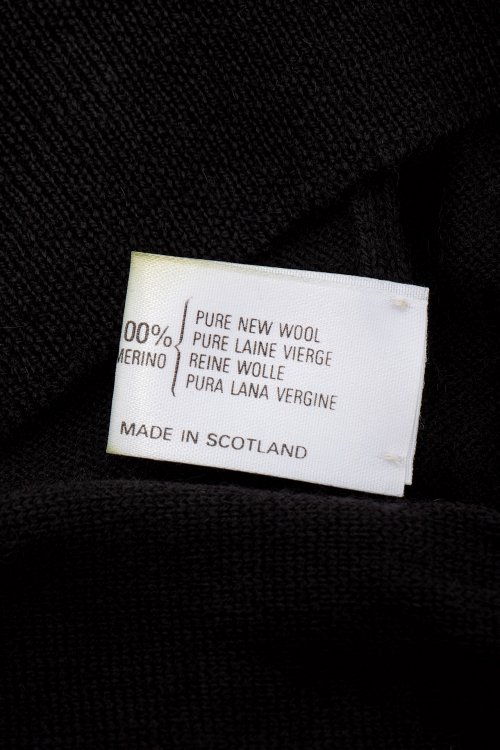 00% MERINO
PURE NEW WOOL
PURE LAINE VIERGE
REINE WOLLE
PURA LANA VERGINE
MADE IN SCOTLAND